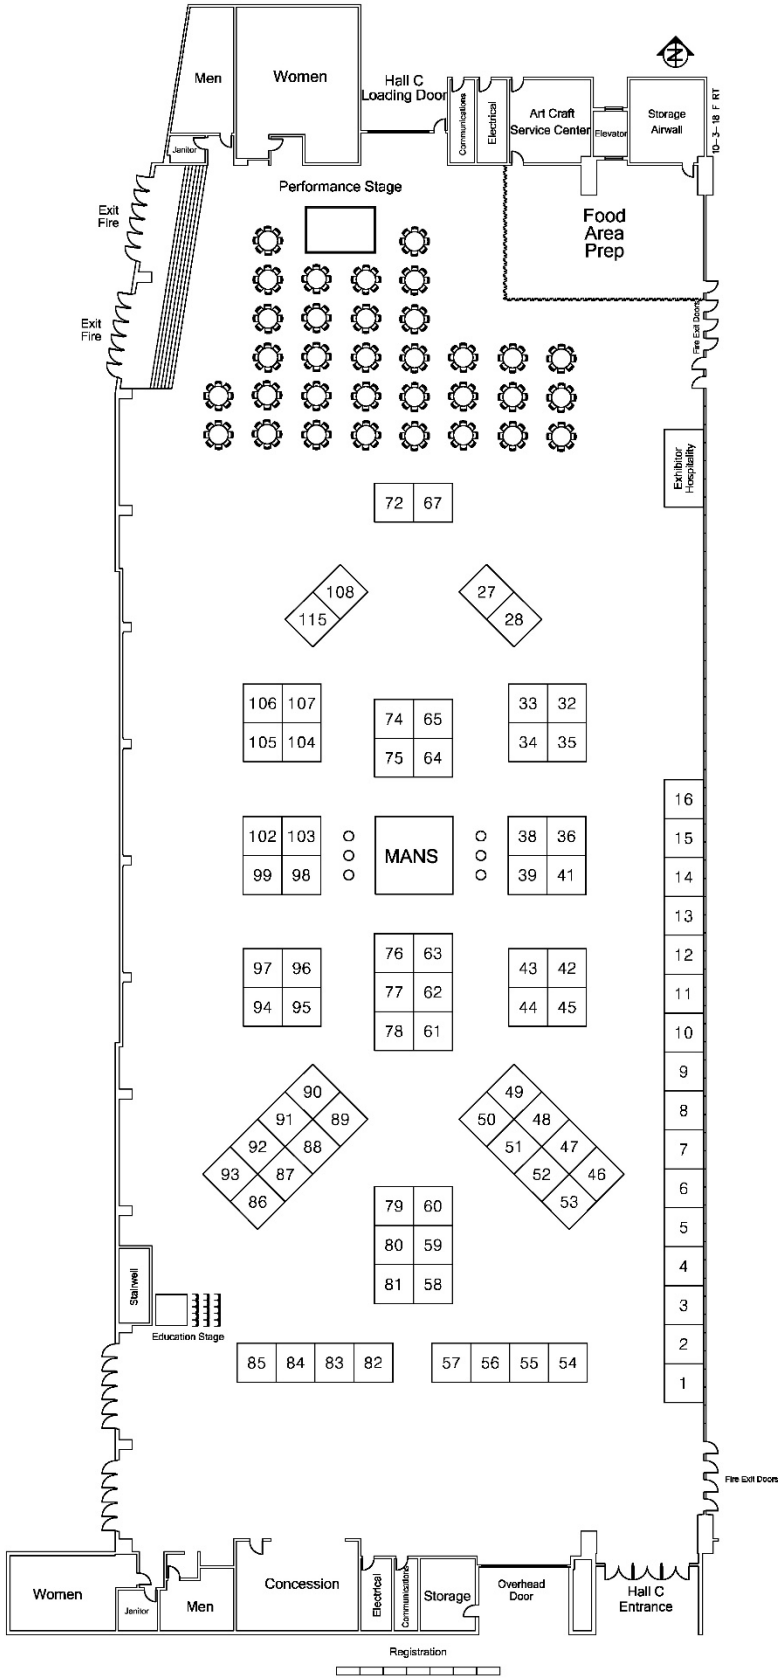 Men
Women
Hall C
Loading Door
Communications
Electrical
Art Craft
Service Center
Elevator
Storage
Airwall
10-3-18 F RT
N
Janitor
Performance Stage
Exit
Fire
Food
Area
Prep
Exit
Fire
Fire Exit Doors
Exhibitor
Hospitality
72 67
108
115
27
28
106 107
105 104
74 65
75 64
33 32
34 35
102 103
99 98
MANS
38 36
39 41
16
15
14
13
12
11
10
9
8
7
6
5
4
3
2
1
97 96
94 95
76 63
77 62
78 61
43 42
44 45
90
91 89
92 88
93 87
86
49
50 48
51 47
52 46
53
79 60
80 59
81 58
Stairwell
Education Stage
85 84 83 82
57 56 55 54
Fire Exit Doors
Women
Janitor
Men
Concession
Electrical
Communications
Storage
Overhead
Door
Hall C
Entrance
Registration